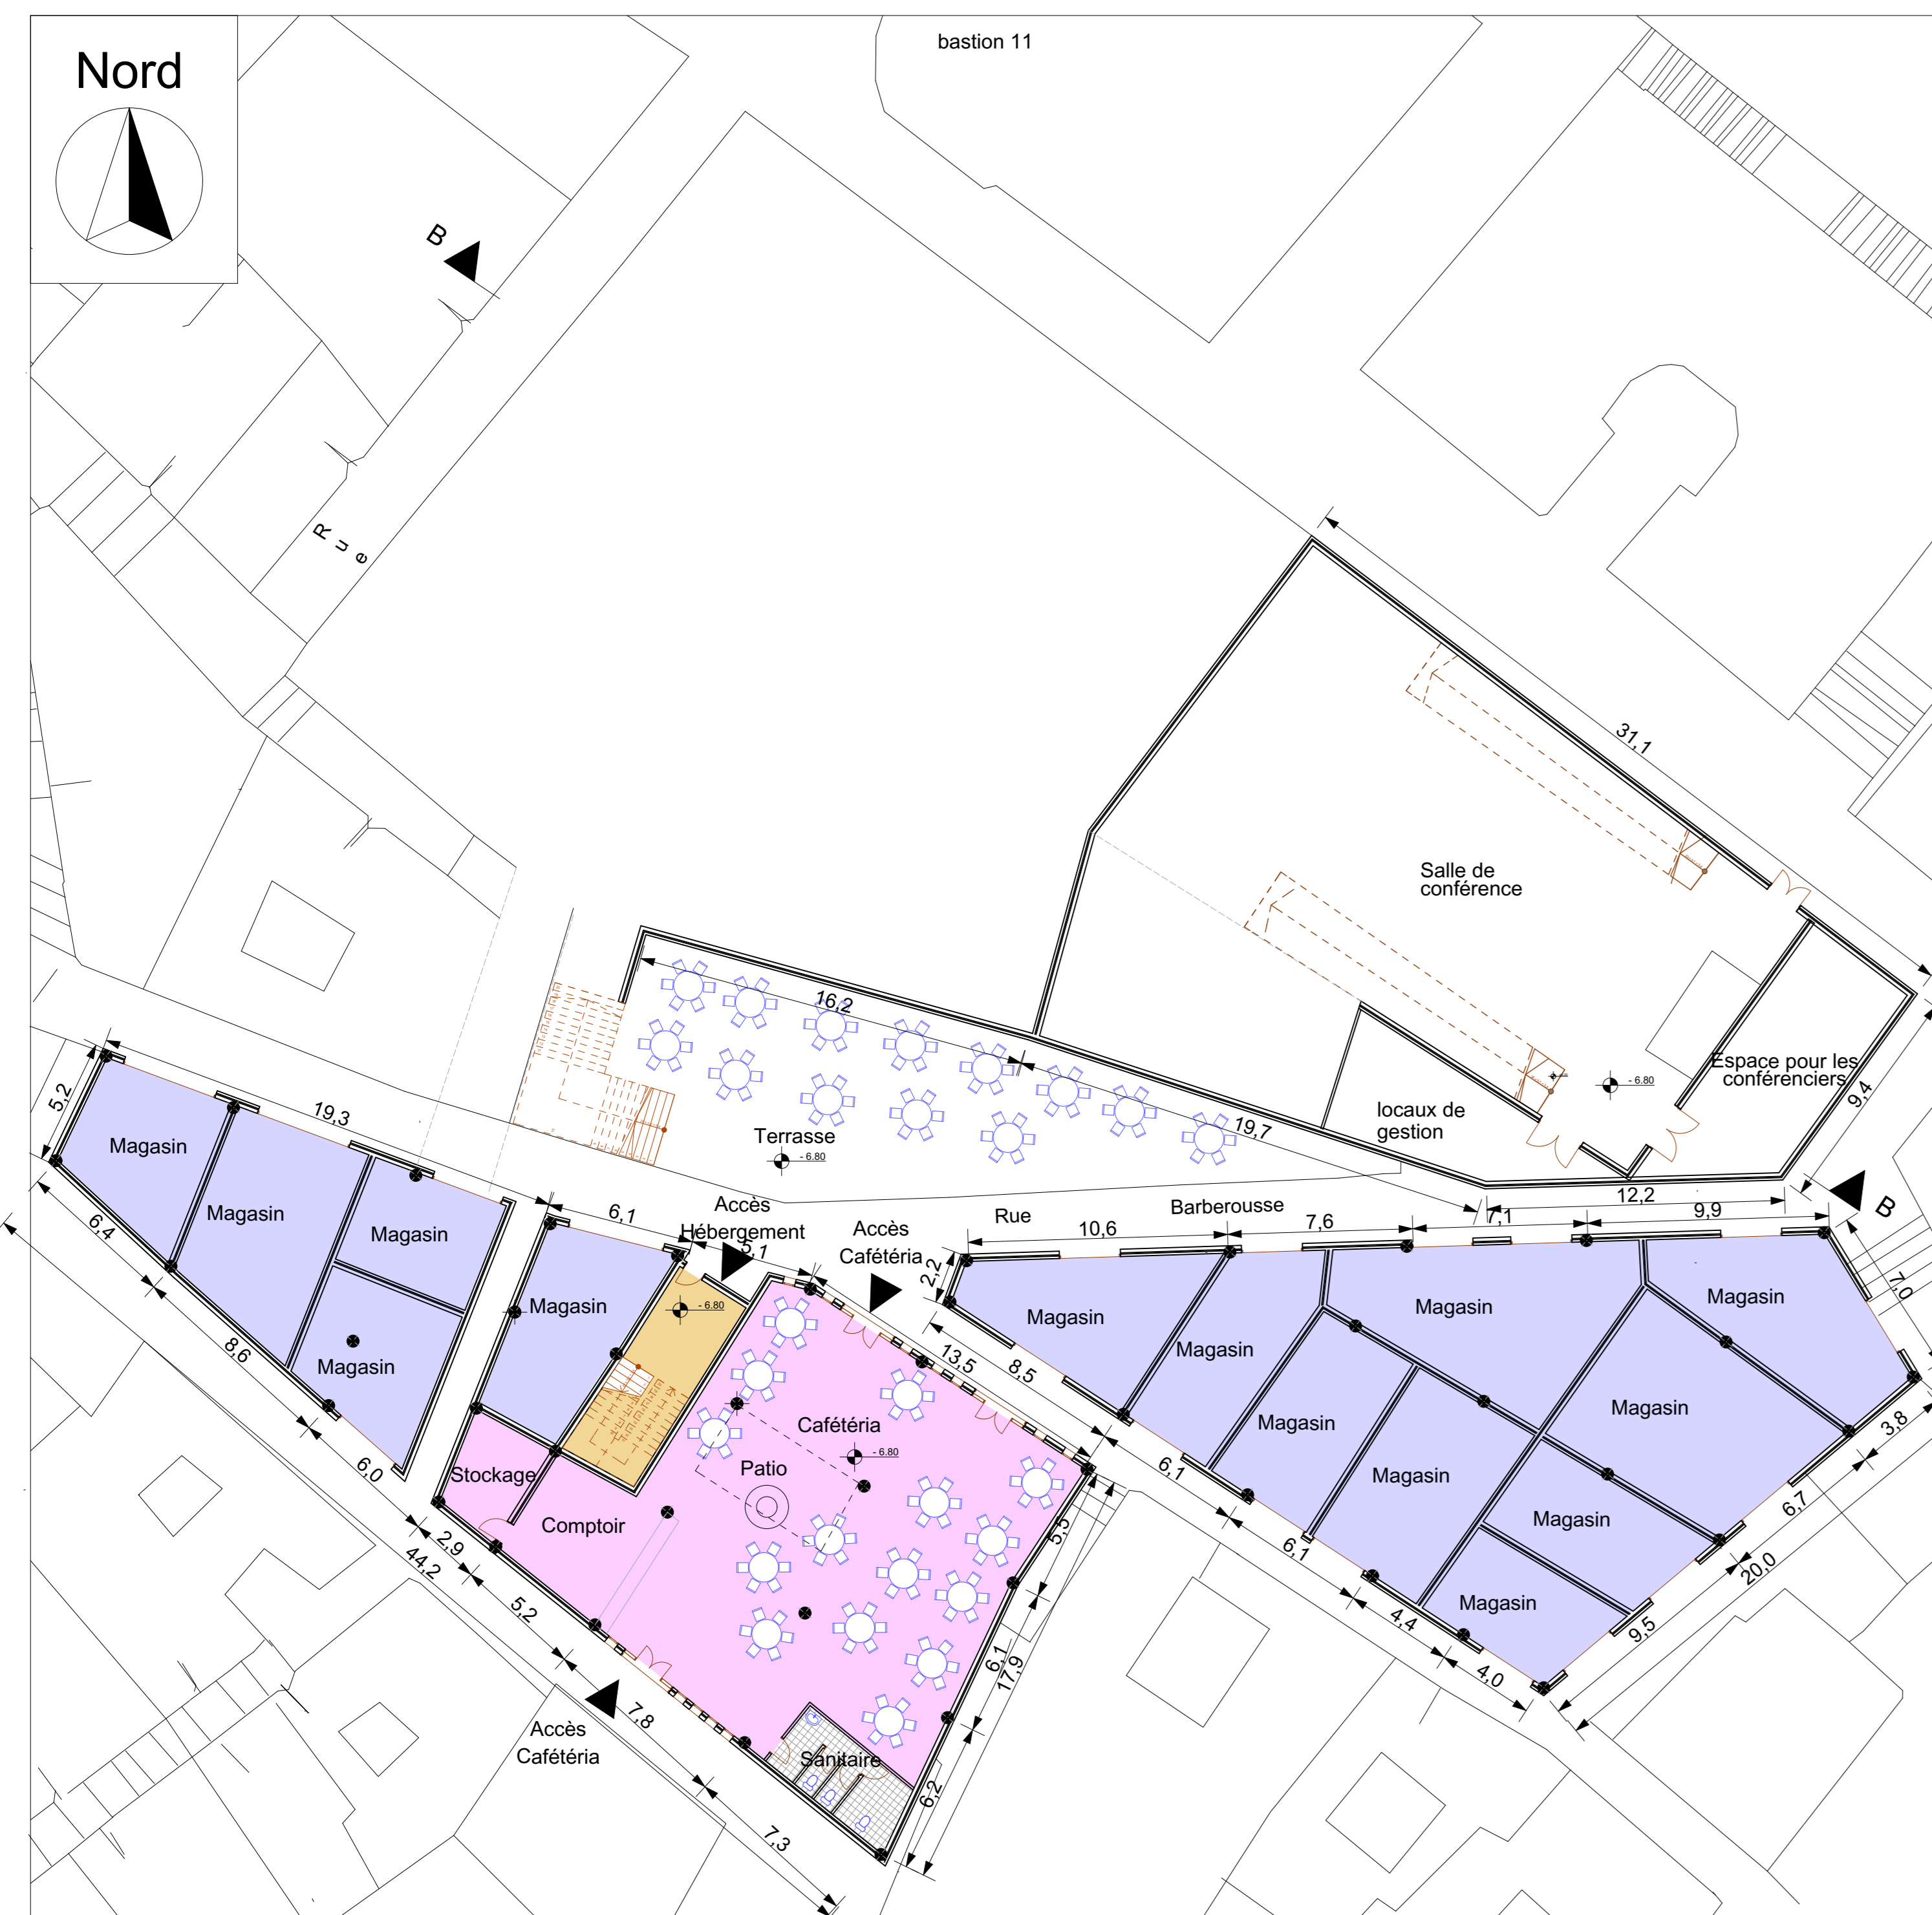 bastion 11
Nord
B
Rue
31,1
Salle de
conférence
Espace pour les
conférenciers
- 6.80
locaux de
gestion
9,4
16,2
19,7
Terrasse
- 6.80
12,2
B
5,2
19,3
Magasin
Magasin
Magasin
Magasin
6,4
8,6
6,0
6,1
Accès
Hébergement
5,1
Accès
Cafétéria
Rue
Barberousse
10,6
7,6
7,1
9,9
2,2
7,0
Magasin
- 6.80
Magasin
Magasin
Magasin
Magasin
Magasin
Magasin
Magasin
Magasin
Magasin
13,5
8,5
6,1
6,1
4,4
4,0
3,8
6,7
20,0
9,5
Cafétéria
- 6.80
Patio
Stockage
Comptoir
2,9
44,2
5,2
7,8
7,3
5,5
6,1
17,9
6,2
Sanitaire
Accès
Cafétéria